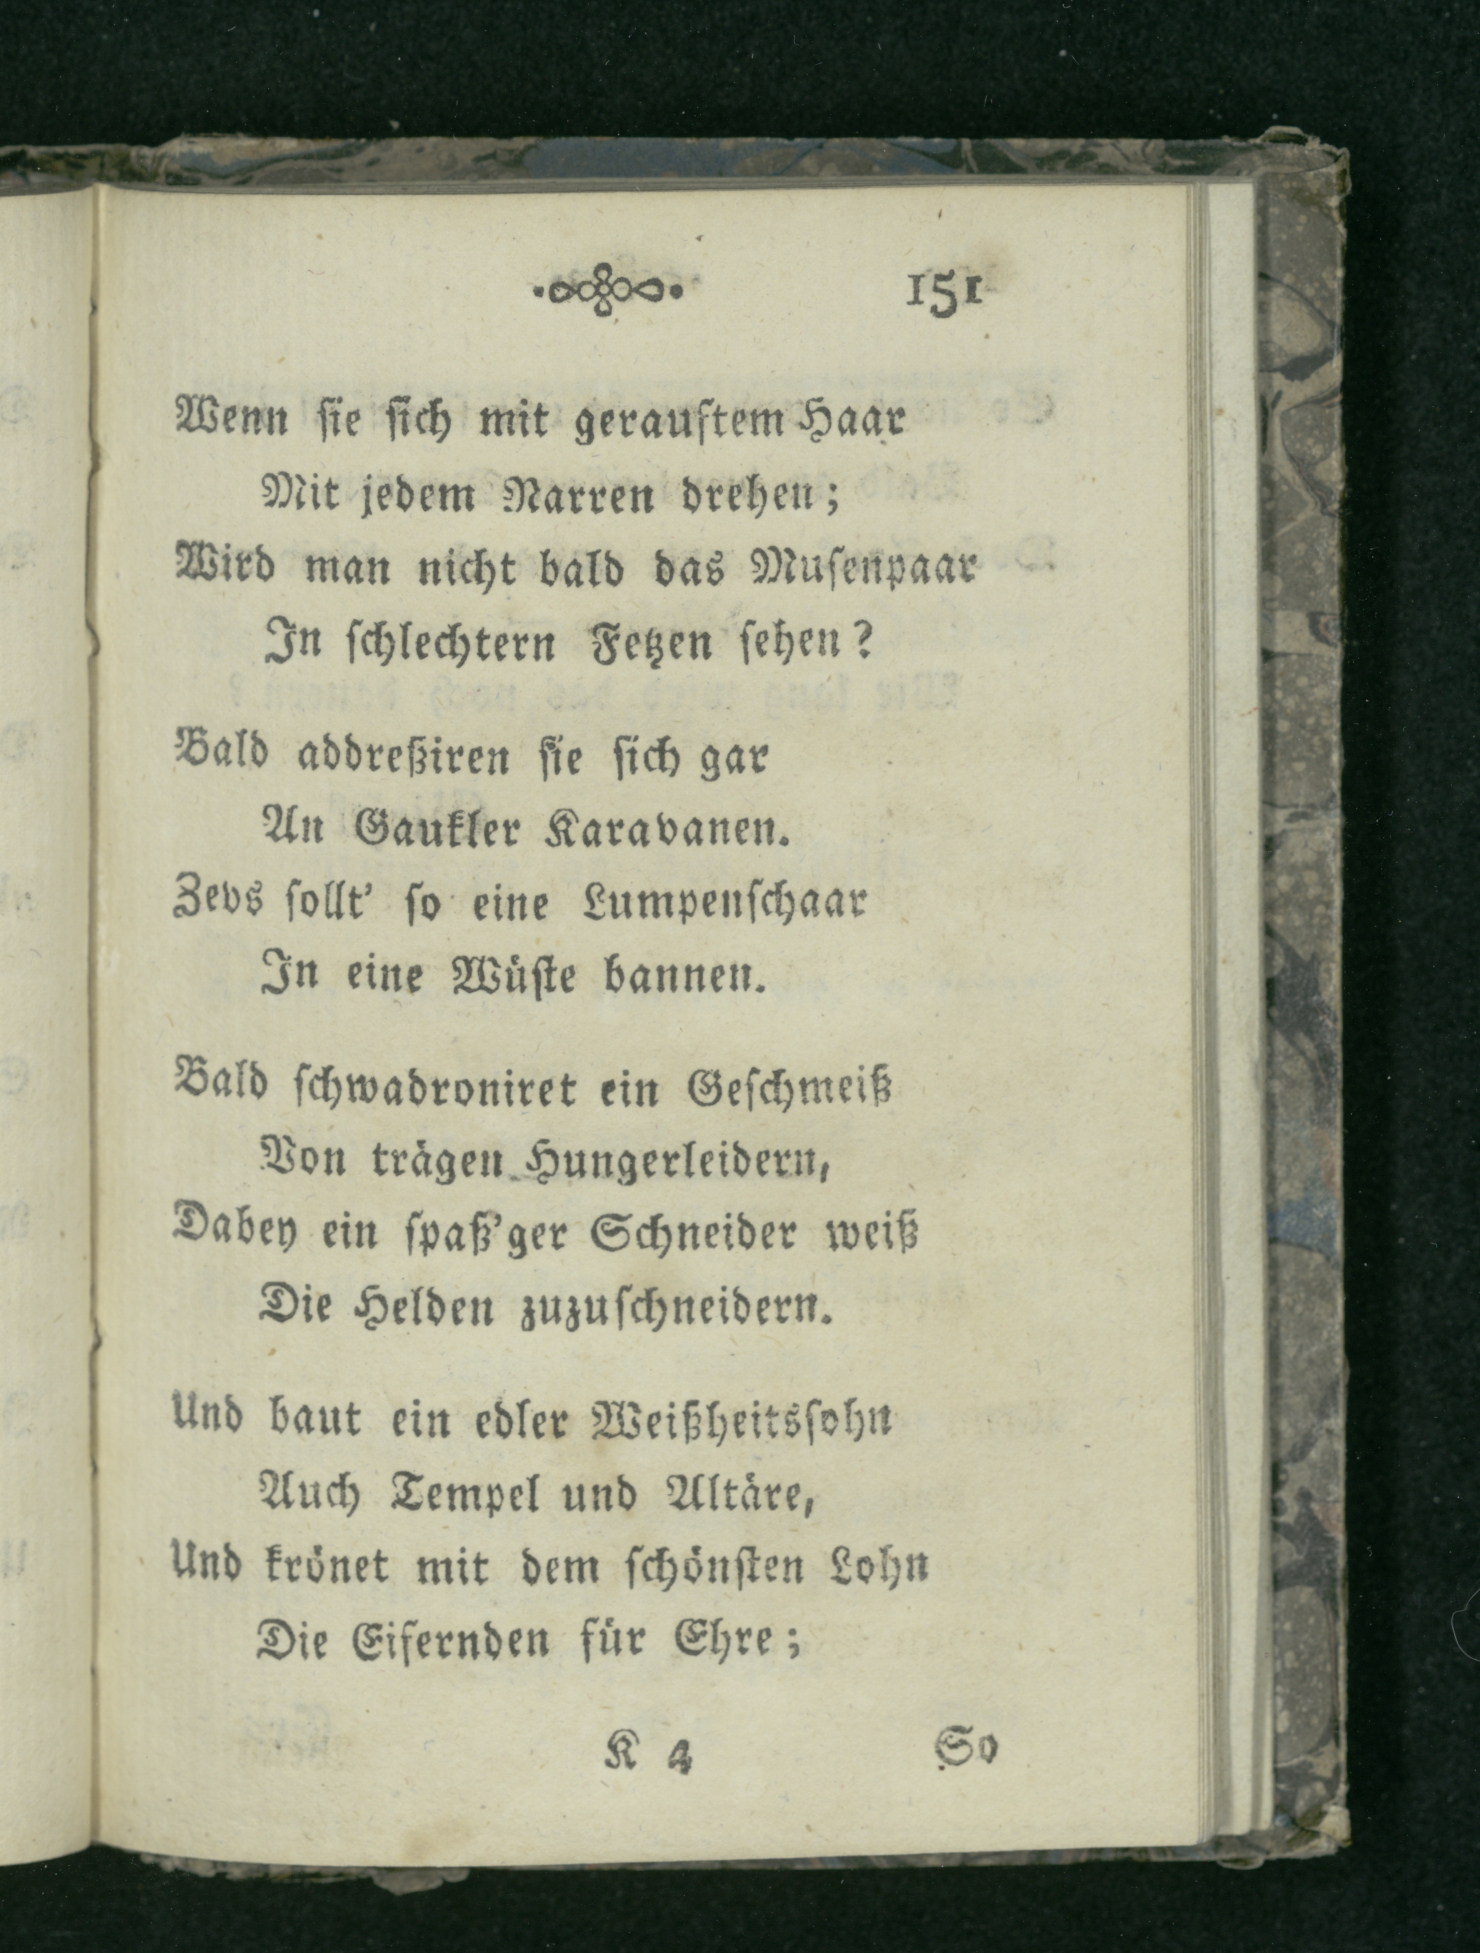 151
Wenn ſie ſich mit gerauftem Haar
Mit jedem Narren drehen;
Wird man nicht bald das Muſenpaar
In ſchlechtern Fetzen ſehen?
Bald addreßiren ſie ſich gar
An Gaukler Karavanen.
Zevs ſollt' ſo eine Lumpenſchaar
In eine Wüſte bannen.
Bald ſchwadroniret ein Geſchmeiß
Von trägen Hungerleidern,
Dabey ein ſpaß'ger Schneider weiß
Die Helden zuzuſchneidern.
Und baut ein edler Weißheitsſohn
Auch Tempel und Altäre,
Und krönet mit dem ſchönſten Lohn
Die Eifernden für Ehre;
K 4 So